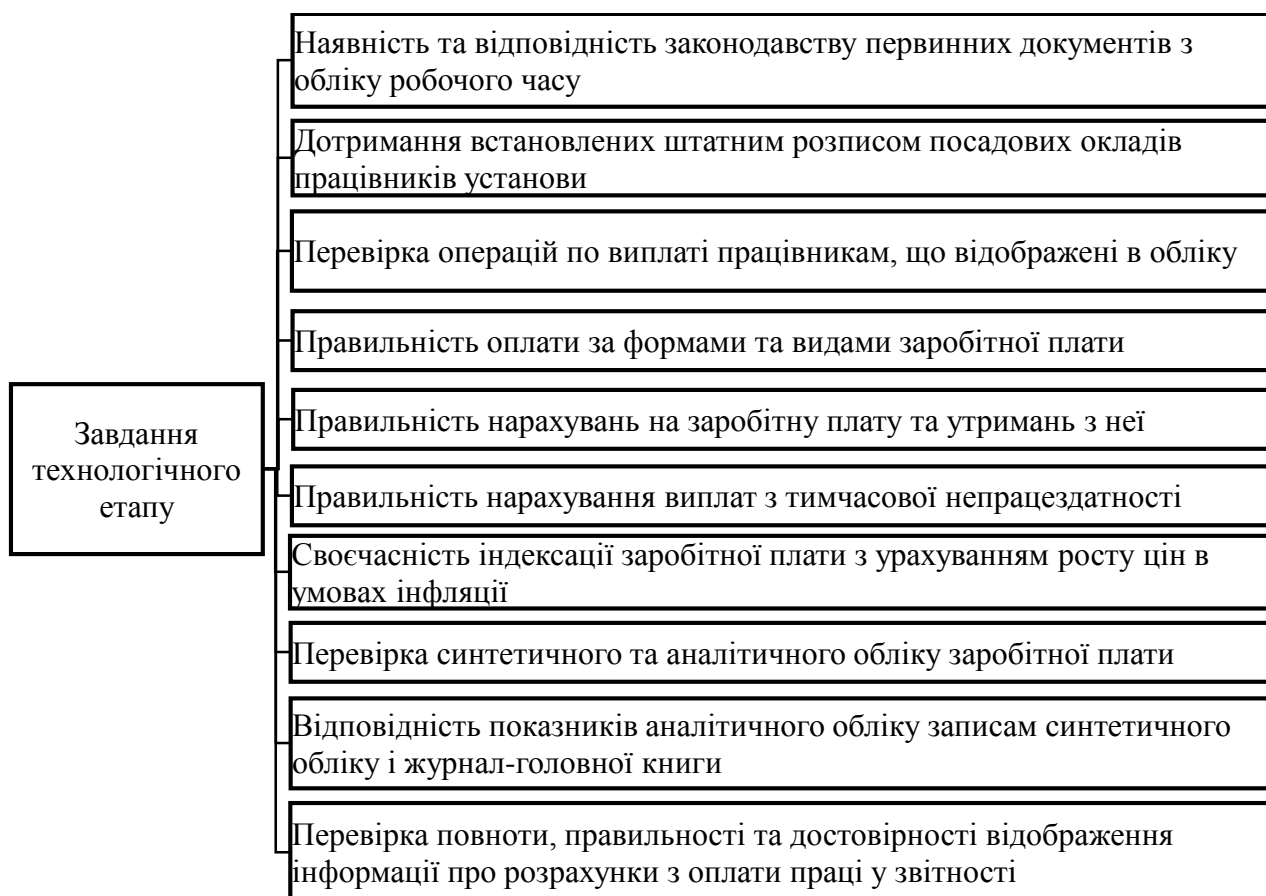 Наявність та відповідність законодавству первинних документів з
обліку робочого часу
Дотримання встановлених штатним розписом посадових окладів
працівників установи
Перевірка операцій по виплаті працівникам, що відображені в обліку
Правильність оплати за формами та видами заробітної плати
Завдання
технологічного
етапу
Правильність нарахувань на заробітну плату та утримань з неї
Правильність нарахування виплат з тимчасової непрацездатності
Своєчасність індексації заробітної плати з урахуванням росту цін в
умовах інфляції
Перевірка синтетичного та аналітичного обліку заробітної плати
Відповідність показників аналітичного обліку записам синтетичного
обліку і журнал-головної книги
Перевірка повноти, правильності та достовірності відображення
інформації про розрахунки з оплати праці у звітності